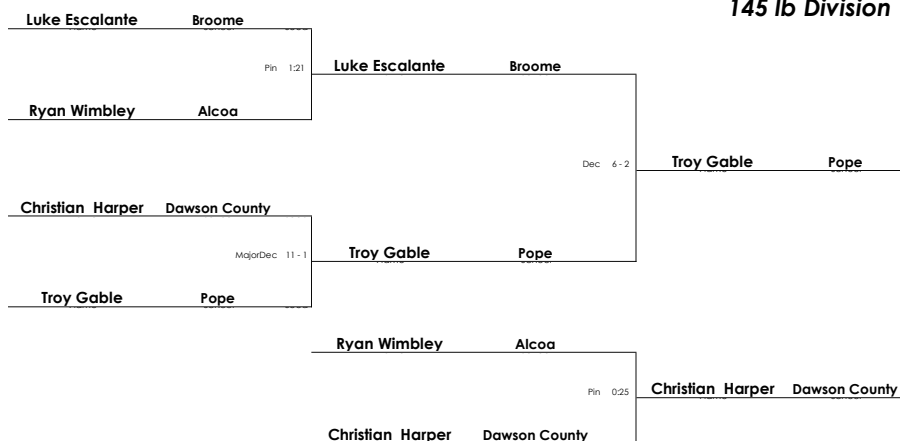 145 lb Division
Luke Escalante Broome
Pin 1:21
Luke Escalante Broome
Ryan Wimbley Alcoa
Dec 6 - 2
Troy Gable Pope
Christian Harper Dawson County
MajorDec 11 - 1
Troy Gable Pope
Troy Gable Pope
Ryan Wimbley Alcoa
Pin 0:25
Christian Harper Dawson County
Christian Harper Dawson County